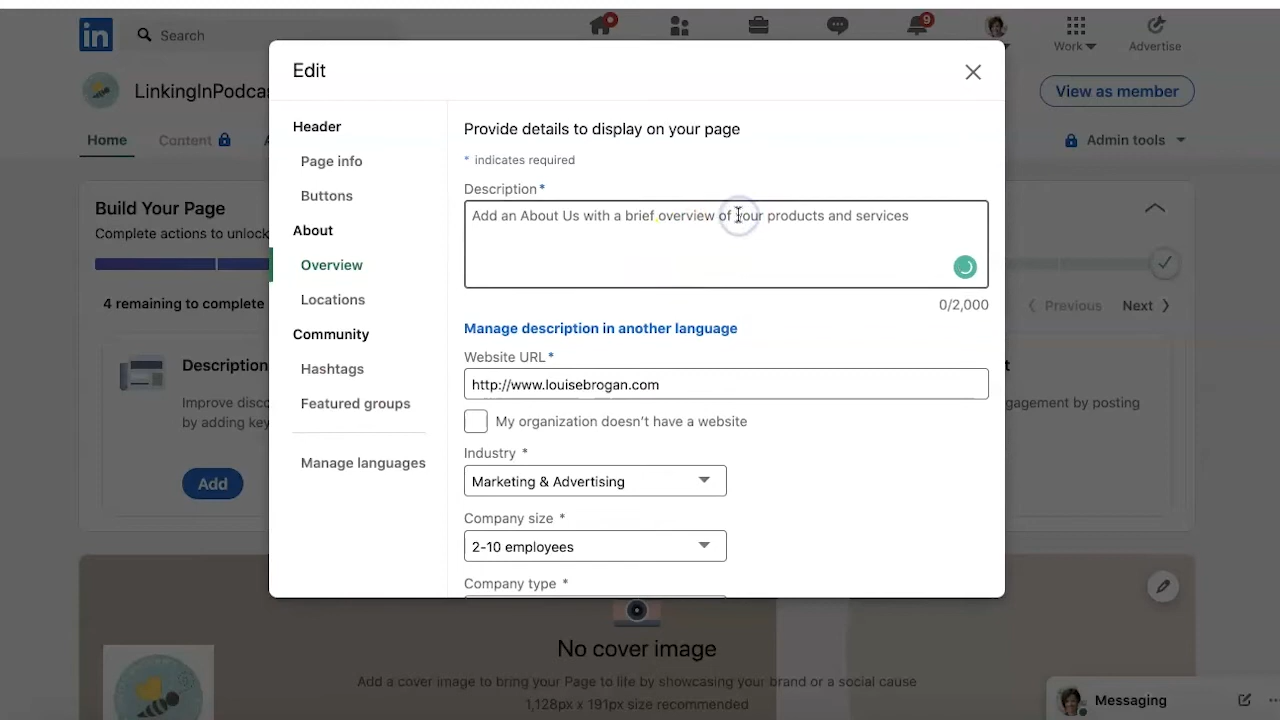 in
Search
9
Work
Advertise
LinkingInPodcas
View as member
Home
Content
Admin tools
Build Your Page
Complete actions to unlock
4 remaining to complete
Previous
Next
Description
Improve disco
by adding key
Add
gagement by posting
Edit
Header
Page info
Buttons
About
Overview
Locations
Community
Hashtags
Featured groups
Manage languages
Provide details to display on your page
* indicates required
Description*
Add an About Us with a brief overview of your products and services
0/2,000
Manage description in another language
Website URL*
http://www.louisebrogan.com
My organization doesn't have a website
Industry *
Marketing & Advertising
Company size *
2-10 employees
Company type *
No cover image
Add a cover image to bring your Page to life by showcasing your brand or a social cause
1,128px x 191px size recommended
Messaging